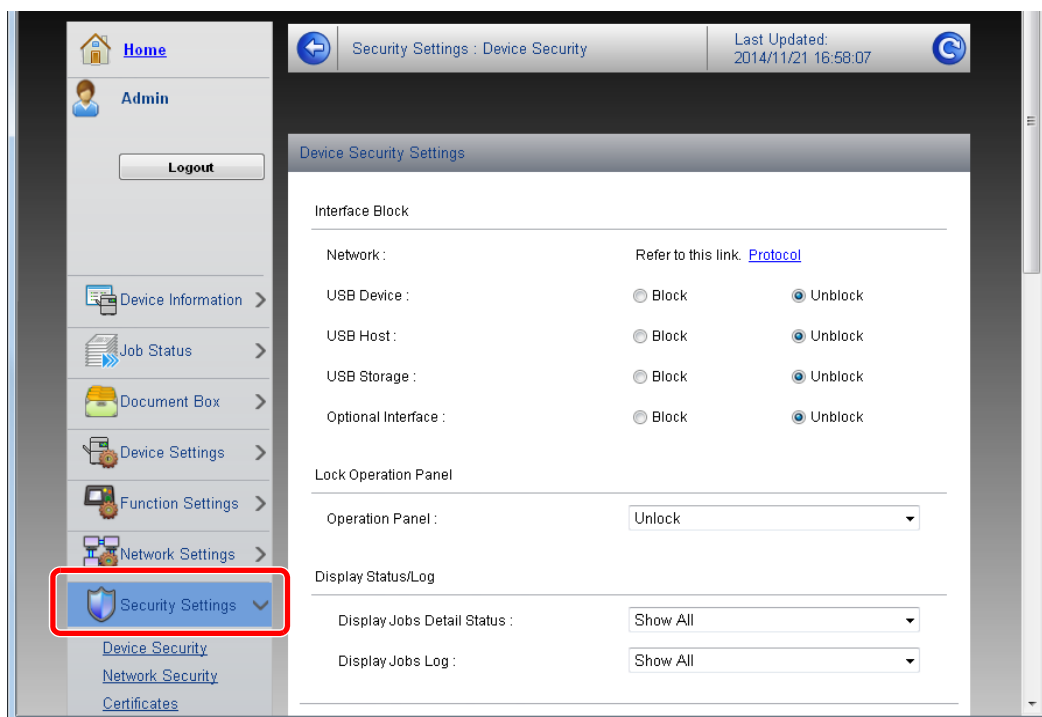 Home
Admin
Logout
Device Information
Job Status
Document Box
Device Settings
Function Settings
Network Settings
Security Settings
Device Security
Network Security
Certificates
Security Settings : Device Security
Last Updated:
2014/11/21 16:58:07
Device Security Settings
Interface Block
Network : Refer to this link. Protocol
USB Device : Block Unblock
USB Host : Block Unblock
USB Storage : Block Unblock
Optional Interface : Block Unblock
Lock Operation Panel
Operation Panel : Unlock
Display Status/Log
Display Jobs Detail Status : Show All
Display Jobs Log : Show All